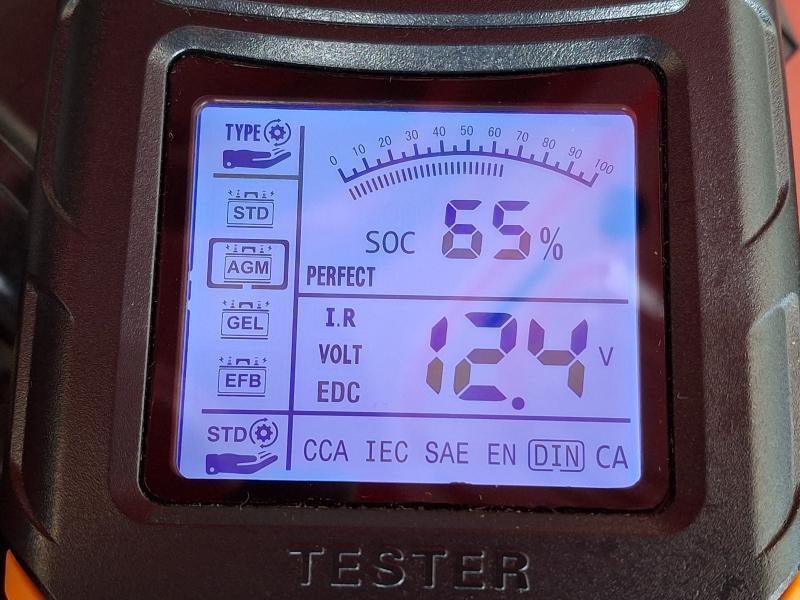 TYPE
0 10 20 30 40 50 60 70 80 90 100
STD
SOC 65%
AGM
PERFECT
GEL
I.R
VOLT 12.4 V
EFB
EDC
STD
CCA IEC SAE EN DIN CA
TESTER